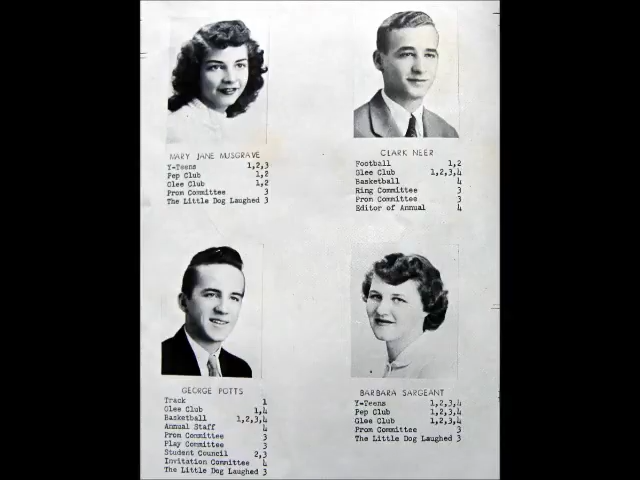 MARY JANE MUSGRAVE
Y-Teens 1,2,3
Pep Club 1,2
Glee Club 1,2
Prom Committee 3
The Little Dog Laughed 3
CLARK NEER
Football 1,2
Glee Club 1,2,3,4
Basketball 4
Ring Committee 3
Prom Committee 3
Editor of Annual 4
GEORGE POTTS
Track 1
Glee Club 1,4
Basketball 1,2,3,4
Annual Staff 4
Prom Committee 3
Play Committee 3
Student Council 2,3
Invitation Committee 4
The Little Dog Laughed 3
BARBARA SARGEANT
Y-Teens 1,2,3,4
Pep Club 1,2,3,4
Glee Club 1,2,3,4
Prom Committee 3
The Little Dog Laughed 3